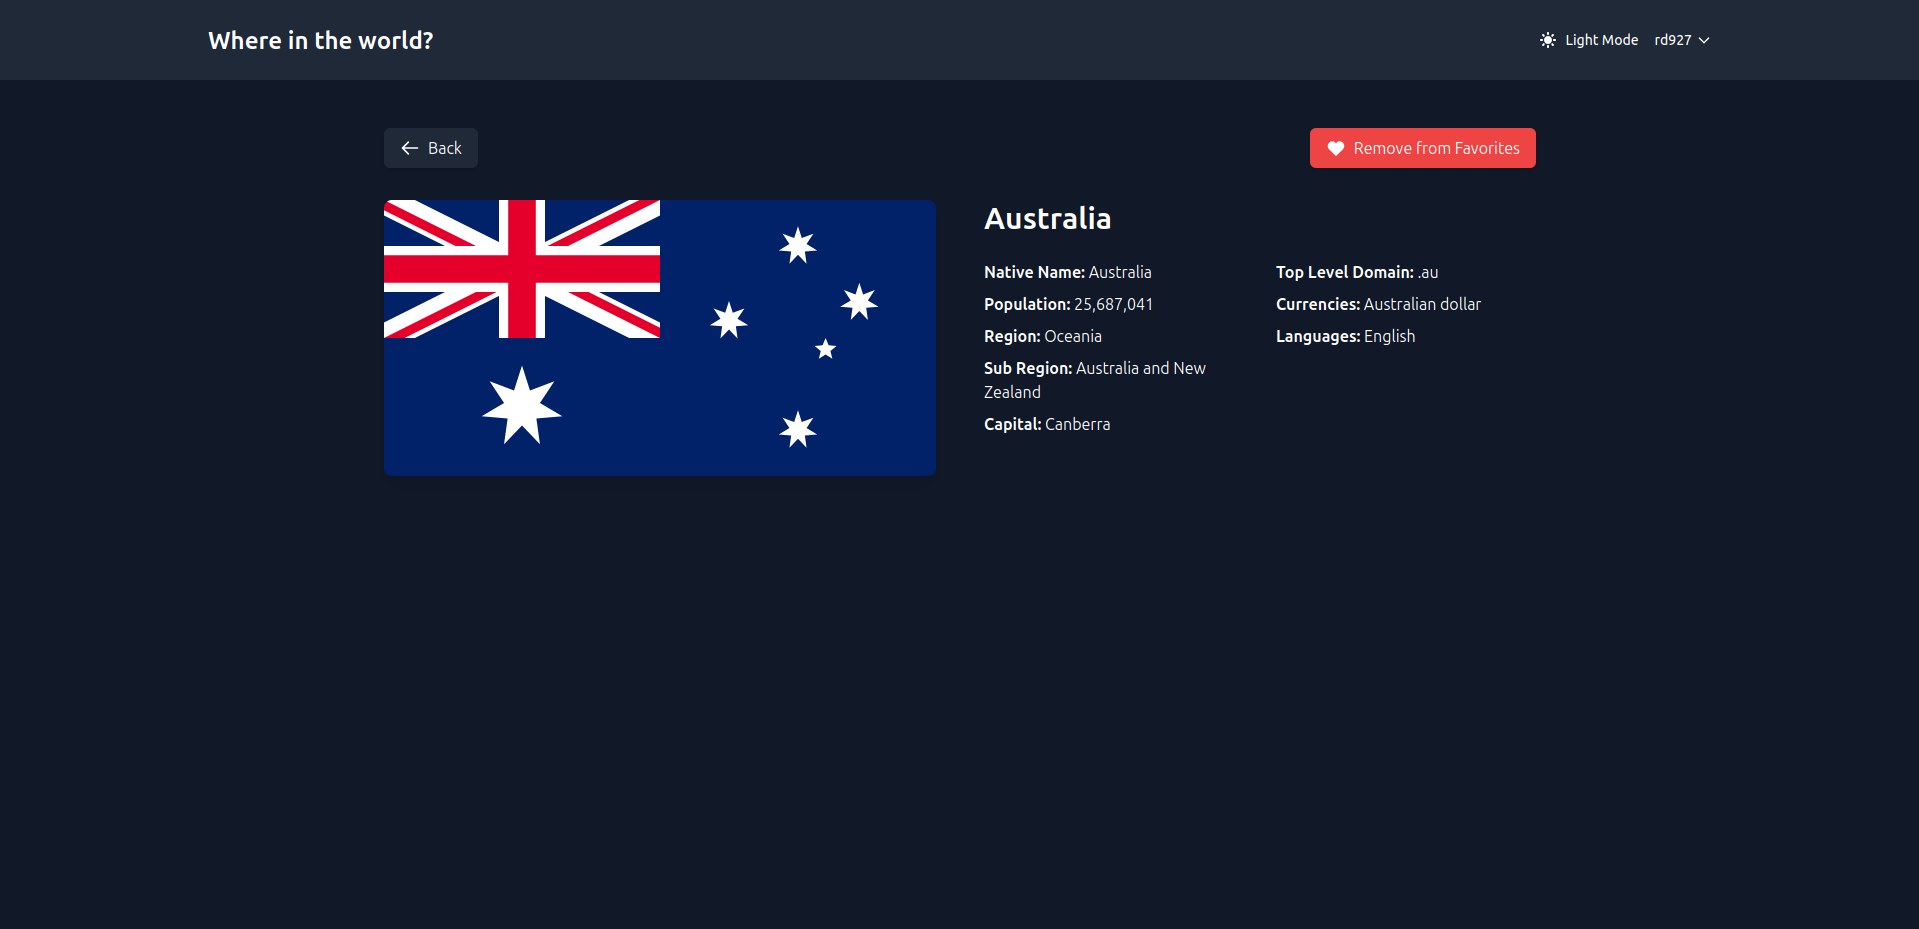 Where in the world?
Light Mode
rd927
Back
Remove from Favorites
Australia
Native Name: Australia
Population: 25,687,041
Region: Oceania
Sub Region: Australia and New
Zealand
Capital: Canberra
Top Level Domain: .au
Currencies: Australian dollar
Languages: English